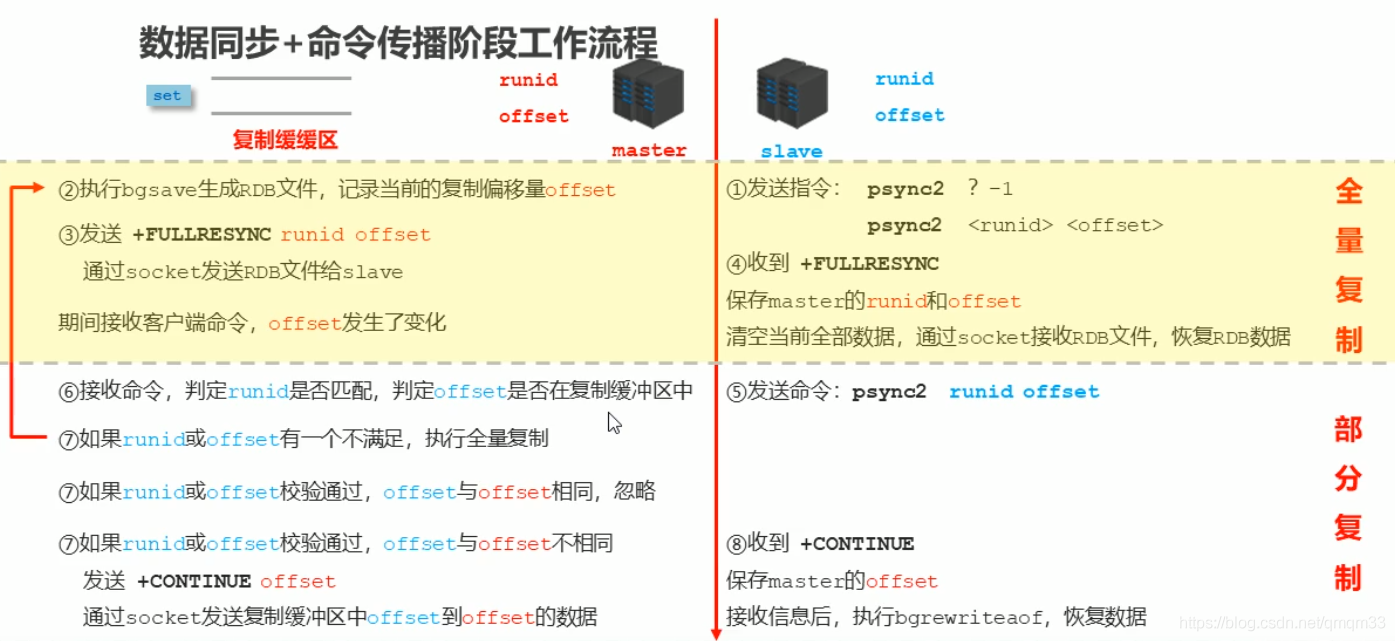 数据同步+命令传播阶段工作流程
set
复制缓缓区
runid
offset
master
runid
offset
slave
②执行bgsave生成RDB文件，记录当前的复制偏移量offset
③发送 +FULLRESYNC runid offset
通过socket发送RDB文件给slave
期间接收客户端命令，offset发生了变化
①发送指令： psync2 ? -1
psync2 <runid> <offset>
④收到 +FULLRESYNC
保存master的runid和offset
清空当前全部数据，通过socket接收RDB文件，恢复RDB数据
全量复制
⑥接收命令，判定runid是否匹配，判定offset是否在复制缓冲区中
⑦如果runid或offset有一个不满足，执行全量复制
⑦如果runid或offset校验通过，offset与offset相同，忽略
⑦如果runid或offset校验通过，offset与offset不相同
发送 +CONTINUE offset
通过socket发送复制缓冲区中offset到offset的数据
⑤发送命令：psync2 runid offset
⑧收到 +CONTINUE
保存master的offset
接收信息后，执行bgrewriteaof，恢复数据
部分复制
https://blog.csdn.net/qmqm33